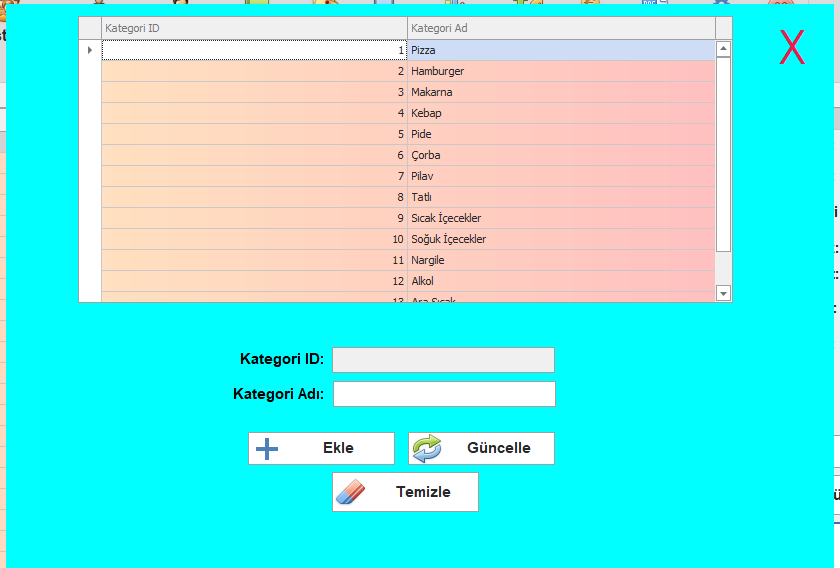 Kategori ID Kategori Ad
X
1 Pizza
2 Hamburger
3 Makarna
4 Kebap
5 Pide
6 Çorba
7 Pilav
8 Tatlı
9 Sıcak İçecekler
10 Soğuk İçecekler
11 Nargile
12 Alkol
13 Ara Sıcak
Kategori ID:
Kategori Adı:
Ekle Güncelle
Temizle